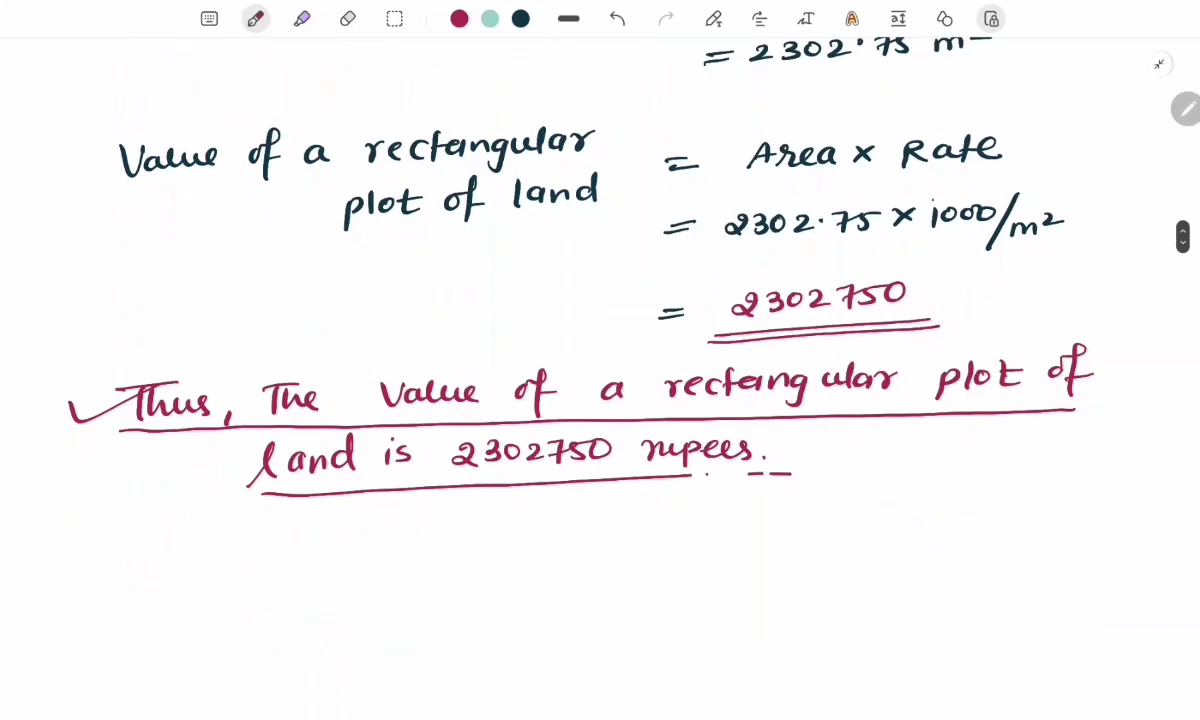 = 2302.75 m²
Value of a rectangular = Area × Rate
plot of land
= 2302.75 × 1000/m²
= 2302750
Thus, The Value of a rectangular plot of
land is 2302750 rupees.